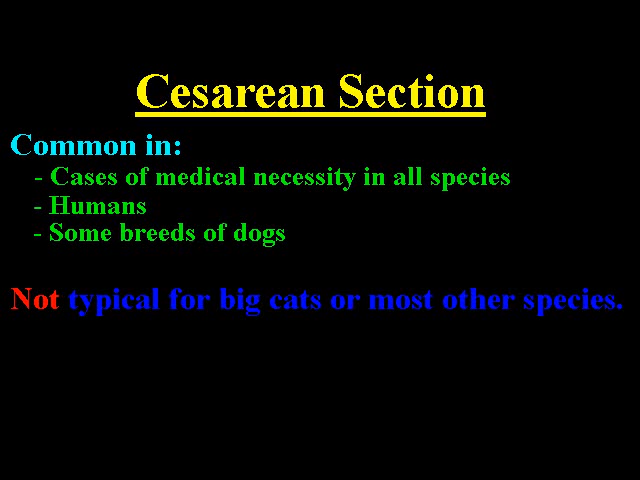 Cesarean Section
Common in:
- Cases of medical necessity in all species
- Humans
- Some breeds of dogs
Not typical for big cats or most other species.